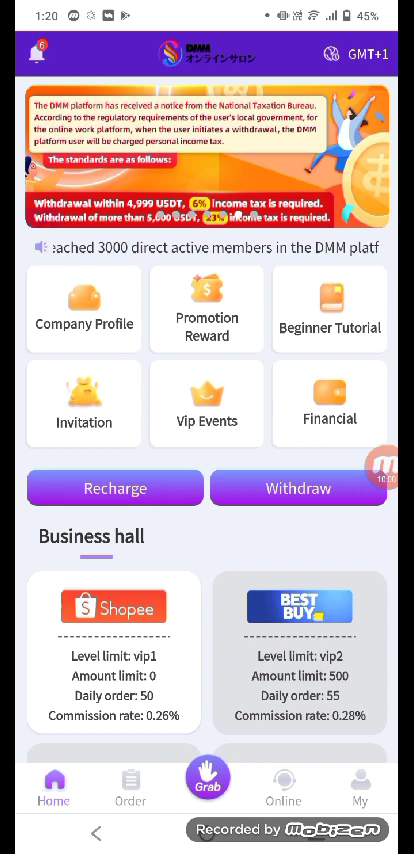 1:20
45%
6
DMM
オンラインサロン
GMT+1
The DMM platform has received a notice from the National Taxation Bureau.
According to the regulatory requirements of the user's local government, for
the online work platform, when the user initiates a withdrawal, the DMM
platform user will be charged personal income tax.
The standards are as follows:
Withdrawal within 4,999 USDT, 6% income tax is required.
Withdrawal of more than 5,000 USDT, 23% income tax is required.
eached 3000 direct active members in the DMM platf
Company Profile
Promotion
Reward
Beginner Tutorial
Invitation
Vip Events
Financial
10:00
Recharge
Withdraw
Business hall
Shopee
BEST
BUY
Level limit: vip1
Level limit: vip2
Amount limit: 0
Amount limit: 500
Daily order: 50
Daily order: 55
Commission rate: 0.26%
Commission rate: 0.28%
Grab
Home
Order
Online
My
Recorded by mobizen